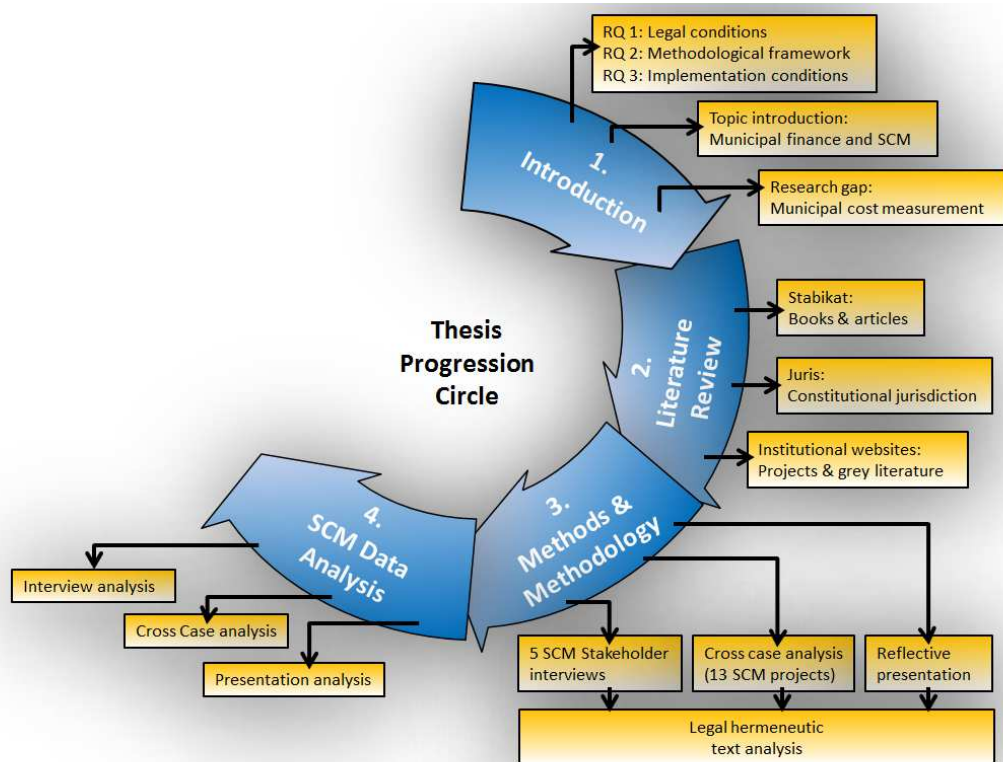 RQ 1: Legal conditions
RQ 2: Methodological framework
RQ 3: Implementation conditions
Topic introduction:
Municipal finance and SCM
Research gap:
Municipal cost measurement
1.
Introduction
Stabikat:
Books & articles
Juris:
Constitutional jurisdiction
Institutional websites:
Projects & grey literature
2.
Literature
Review
Thesis
Progression
Circle
3.
Methods &
Methodology
5 SCM Stakeholder
interviews
Cross case analysis
(13 SCM projects)
Reflective
presentation
Legal hermeneutic
text analysis
4.
SCM Data
Analysis
Interview analysis
Cross Case analysis
Presentation analysis